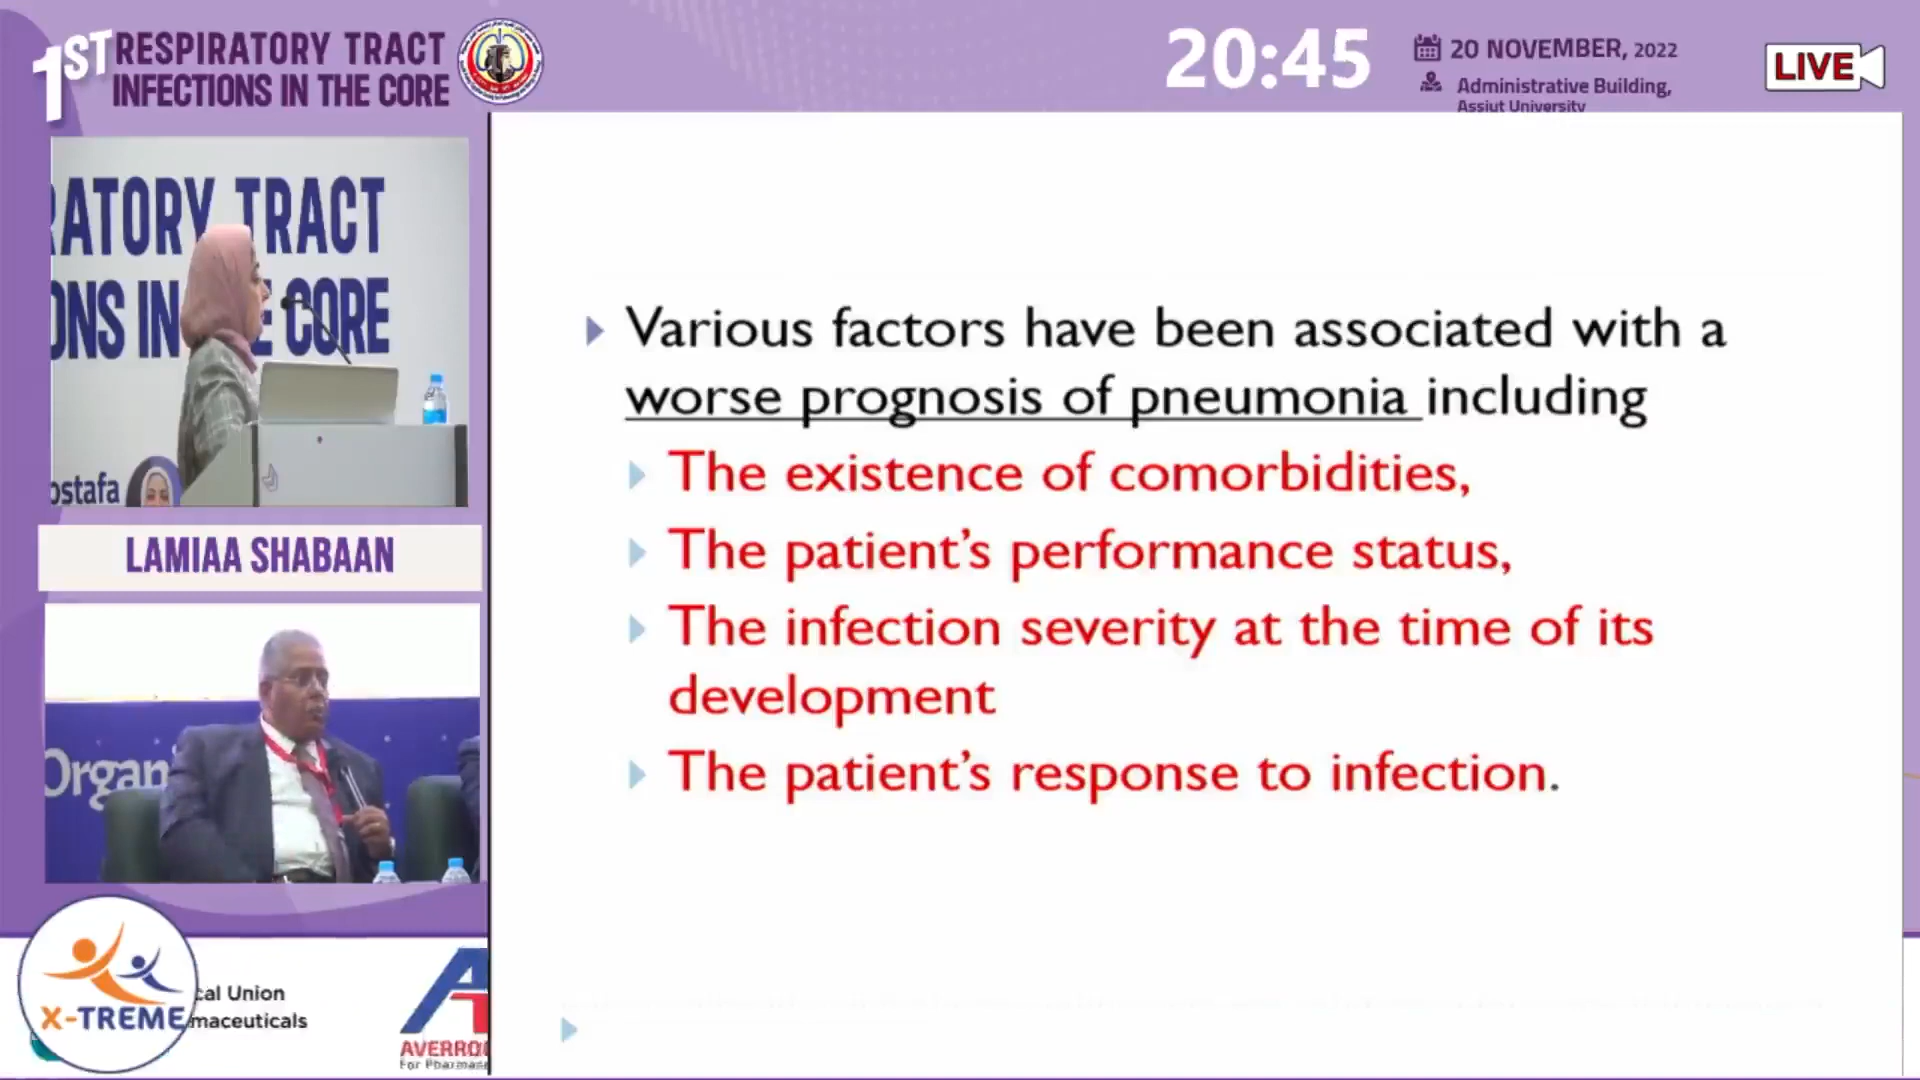 1ST RESPIRATORY TRACT
INFECTIONS IN THE CORE
20:45
20 NOVEMBER, 2022
Administrative Building,
Assiut University
LIVE
RATORY TRACT
ONS IN THE CORE
ostafa
LAMIAA SHABAAN
Organ
X-TREME
cal Union
maceuticals
AVERRO
For Pharma
Various factors have been associated with a
worse prognosis of pneumonia including
The existence of comorbidities,
The patient's performance status,
The infection severity at the time of its
development
The patient's response to infection.